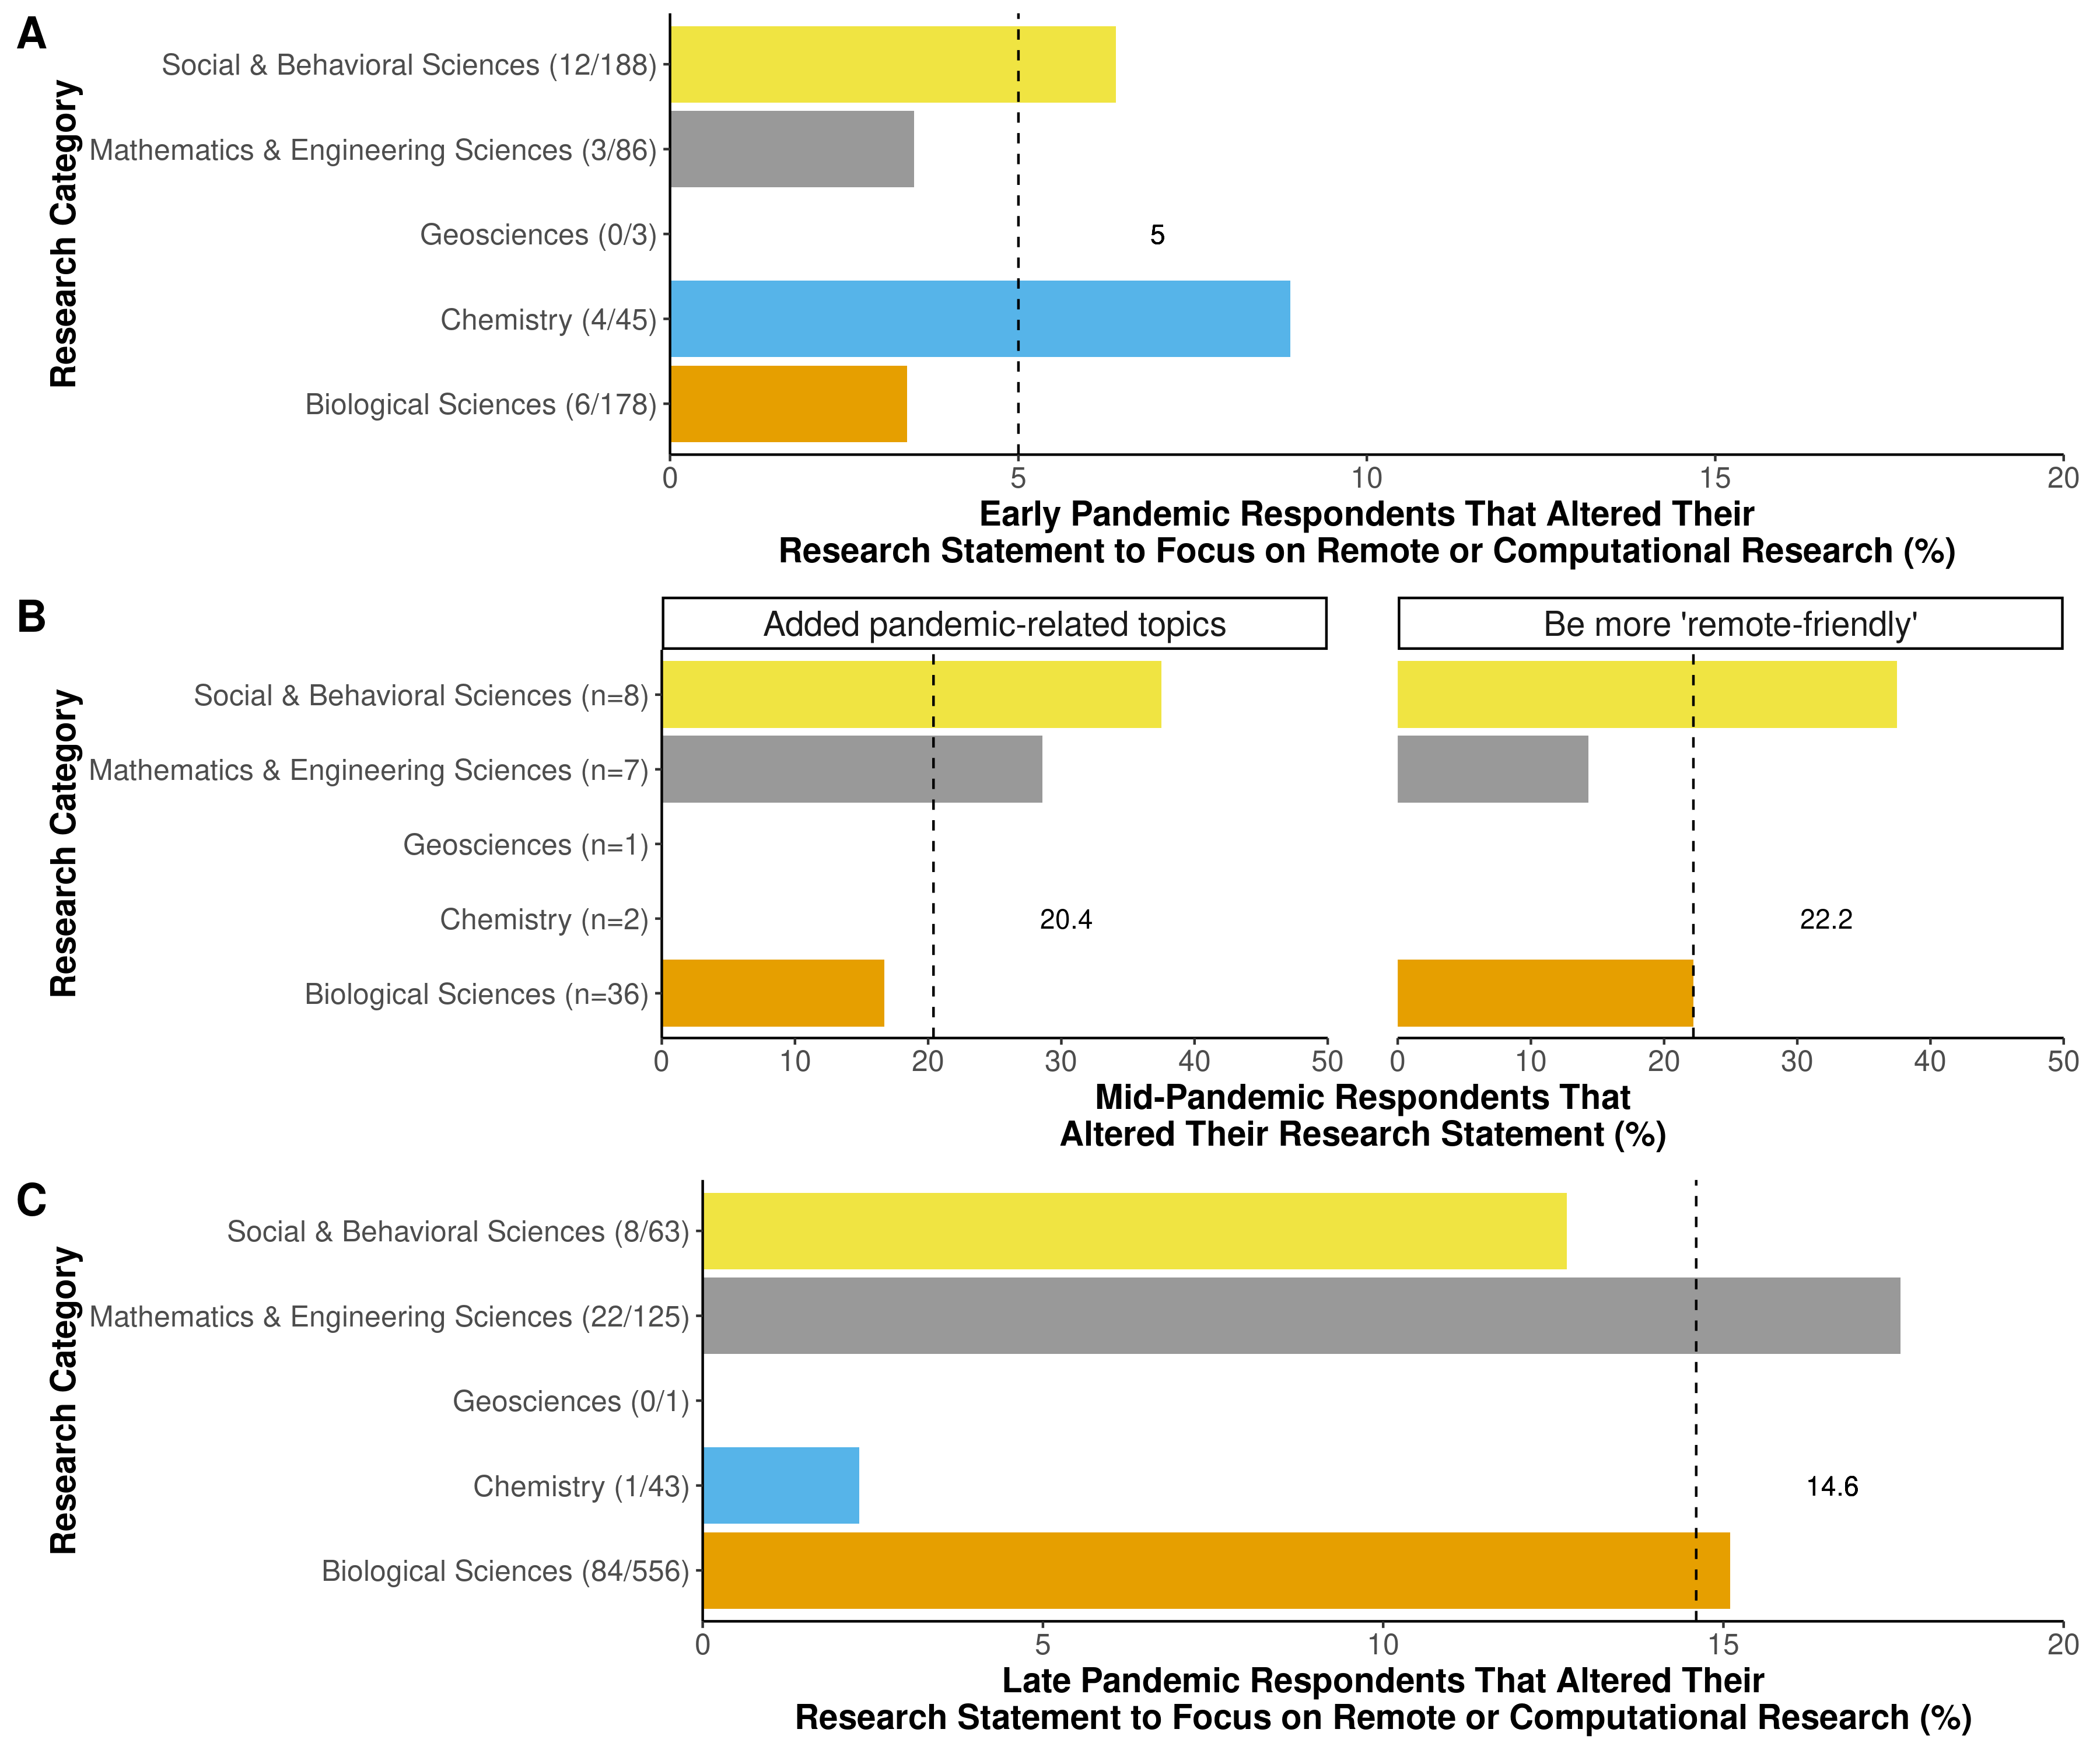 A
Research Category
Social & Behavioral Sciences (12/188)
Mathematics & Engineering Sciences (3/86)
Geosciences (0/3)
5
Chemistry (4/45)
Biological Sciences (6/178)
0 5 10 15 20
Early Pandemic Respondents That Altered Their
Research Statement to Focus on Remote or Computational Research (%)
B
Research Category
Added pandemic-related topics
Be more 'remote-friendly'
Social & Behavioral Sciences (n=8)
Mathematics & Engineering Sciences (n=7)
Geosciences (n=1)
Chemistry (n=2)
20.4
22.2
Biological Sciences (n=36)
0 10 20 30 40 50
0 10 20 30 40 50
Mid-Pandemic Respondents That
Altered Their Research Statement (%)
C
Research Category
Social & Behavioral Sciences (8/63)
Mathematics & Engineering Sciences (22/125)
Geosciences (0/1)
Chemistry (1/43)
14.6
Biological Sciences (84/556)
0 5 10 15 20
Late Pandemic Respondents That Altered Their
Research Statement to Focus on Remote or Computational Research (%)